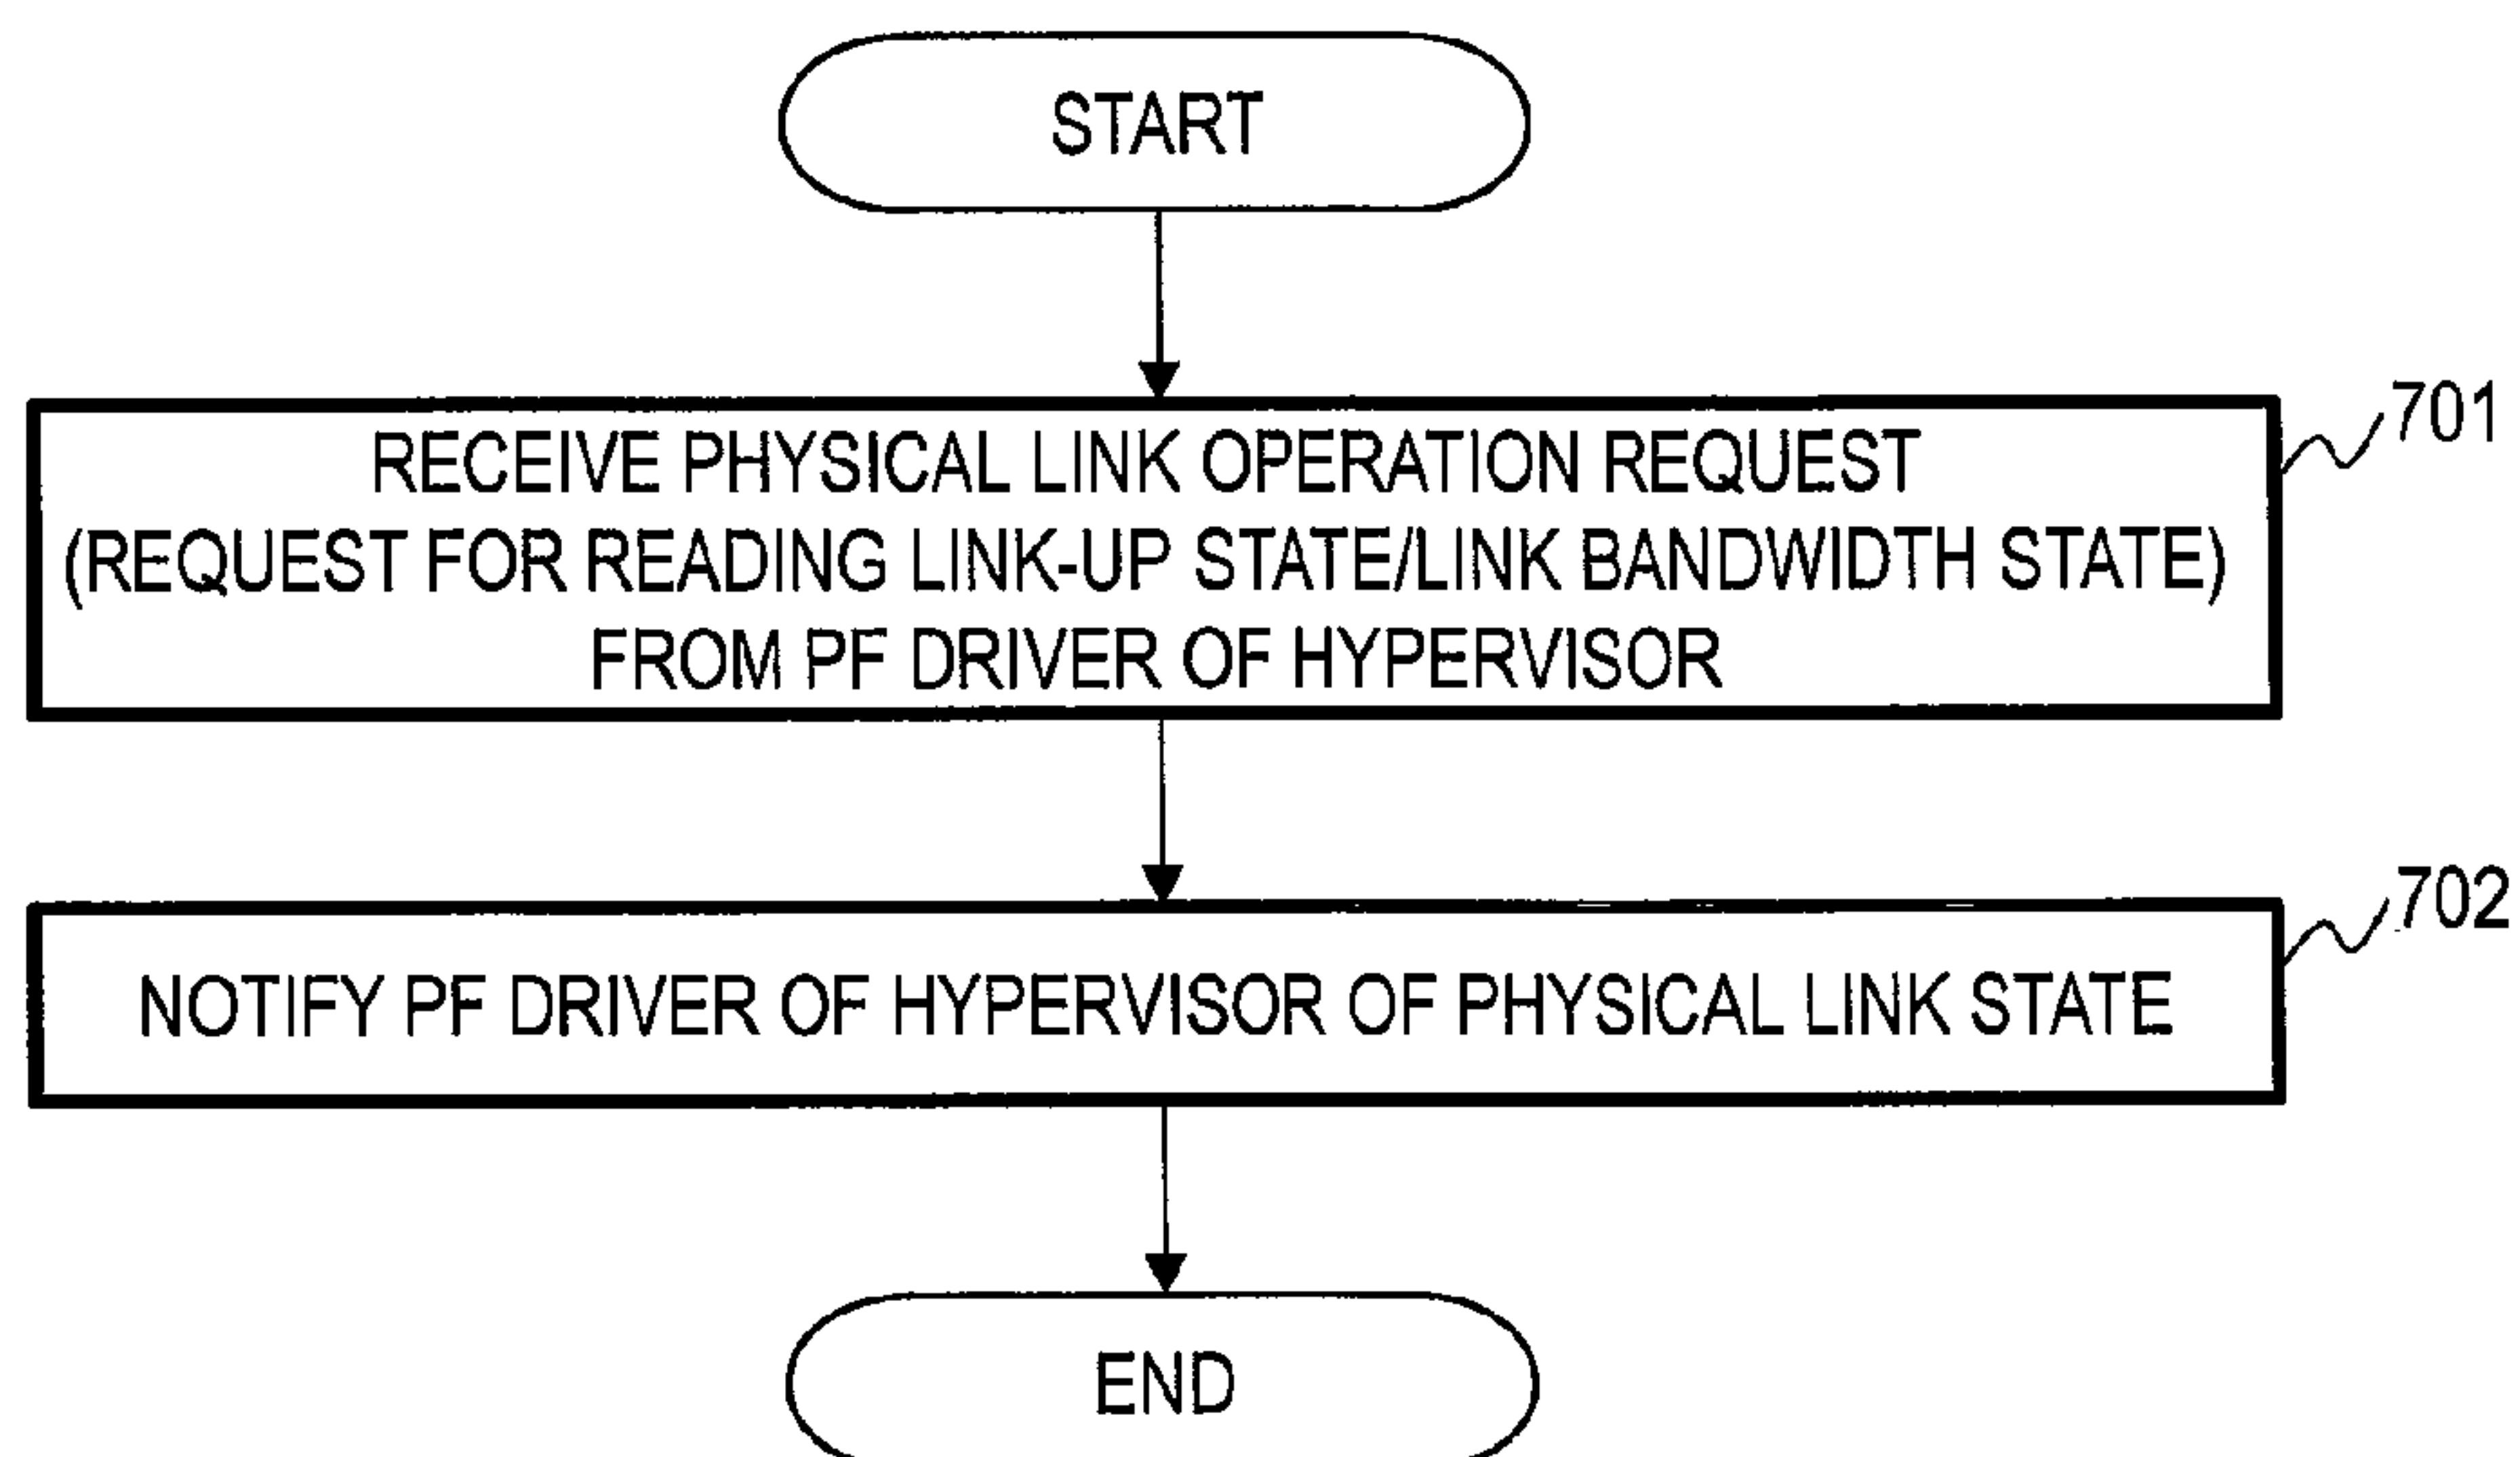 START
701
RECEIVE PHYSICAL LINK OPERATION REQUEST
(REQUEST FOR READING LINK-UP STATE/LINK BANDWIDTH STATE)
FROM PF DRIVER OF HYPERVISOR
702
NOTIFY PF DRIVER OF HYPERVISOR OF PHYSICAL LINK STATE
END